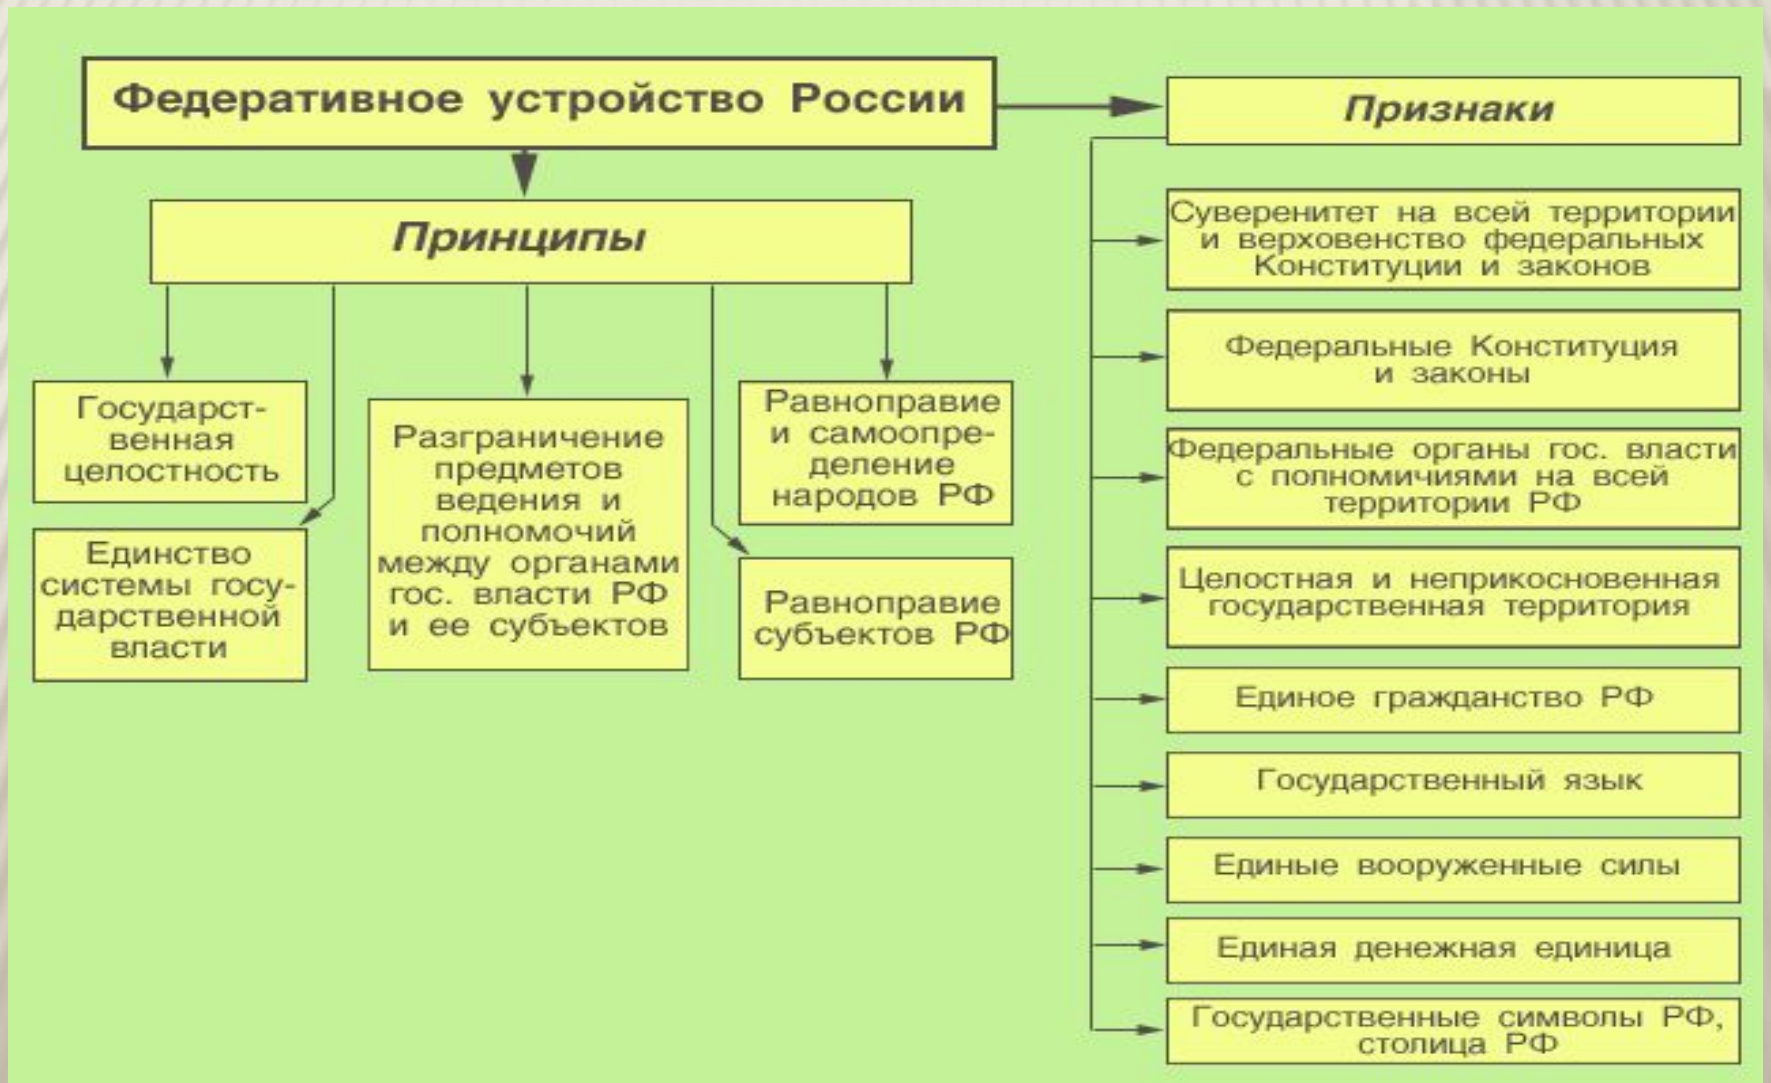 Федеративное устройство России
Принципы
Государст-
венная
целостность
Единство
системы госу-
дарственной
власти
Разграничение
предметов
ведения и
полномочий
между органами
гос. власти РФ
и ее субъектов
Равноправие
и самоопре-
деление
народов РФ
Равноправие
субъектов РФ
Признаки
Суверенитет на всей территории
и верховенство федеральных
Конституции и законов
Федеральные Конституция
и законы
Федеральные органы гос. власти
с полномичиями на всей
территории РФ
Целостная и неприкосновенная
государственная территория
Единое гражданство РФ
Государственный язык
Единые вооруженные силы
Единая денежная единица
Государственные символы РФ,
столица РФ